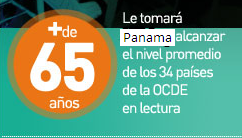 +de
65
años
Le tomará
Panama alcanzar
el nivel promedio
de los 34 países
de la OCDE
en lectura